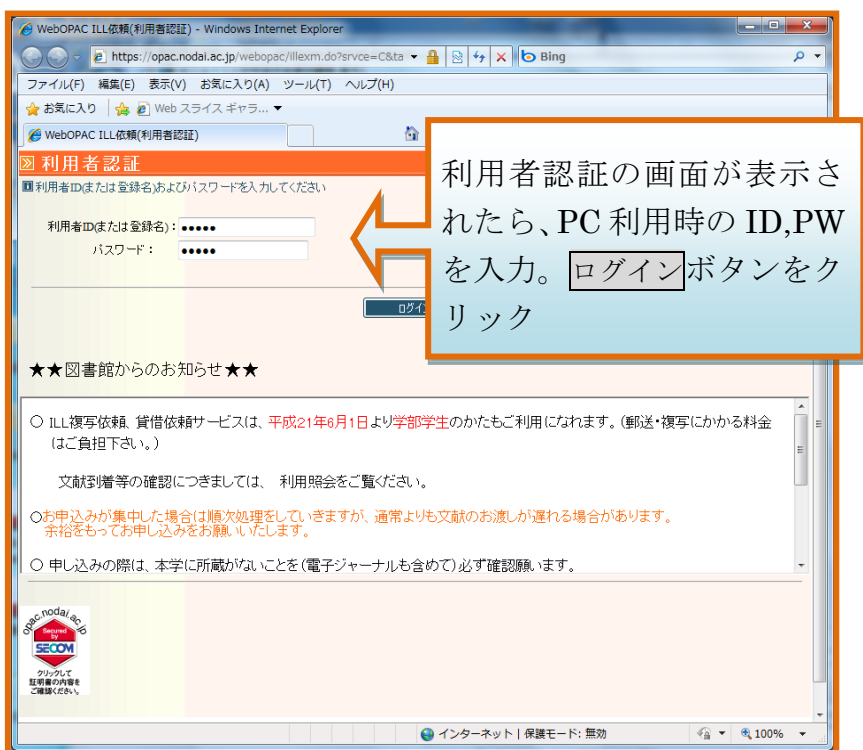 WebOPAC ILL依頼(利用者認証) - Windows Internet Explorer
https://opac.nodai.ac.jp/webopac/illexm.do?srvce=C&ta
Bing
ファイル(F) 編集(E) 表示(V) お気に入り(A) ツール(T) ヘルプ(H)
お気に入り Web スライス ギャラ...
WebOPAC ILL依頼(利用者認証)
利用者認証
利用者ID(または登録名)およびパスワードを入力してください
利用者ID(または登録名):
パスワード:
利用者認証の画面が表示さ
れたら、PC 利用時の ID,PW
を入力。ログインボタンをク
リック
★★図書館からのお知らせ★★
○ ILL複写依頼、貸借依頼サービスは、平成21年6月1日より学部学生のかたもご利用になれます。(郵送・複写にかかる料金
はご負担下さい。)
文献到着等の確認につきましては、 利用照会をご覧ください。
○お申込みが集中した場合は順次処理をしていきますが、通常よりも文献のお渡しが遅れる場合があります。
余裕をもってお申し込みをお願いいたします。
○ 申し込みの際は、本学に所蔵がないことを(電子ジャーナルも含めて)必ず確認願います。
opac.nodai.ac.jp
Secured
by
SECOM
クリックして
証明書の内容を
ご確認ください。
インターネット | 保護モード: 無効
100%